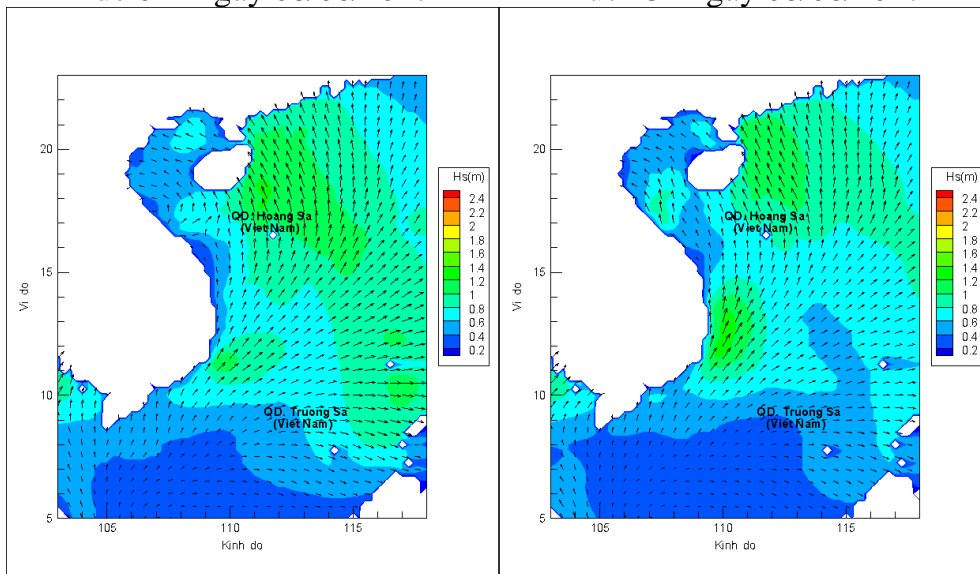 Hs(m)
2.4
2.2
2
1.8
1.6
1.4
1.2
1
0.8
0.6
0.4
0.2
QD. Hoang Sa
(Viet Nam)
QD. Truong Sa
(Viet Nam)
Vi do
20
15
10
5
105
110
115
Kinh do
Hs(m)
2.4
2.2
2
1.8
1.6
1.4
1.2
1
0.8
0.6
0.4
0.2
QD. Hoang Sa
(Viet Nam)
QD. Truong Sa
(Viet Nam)
Vi do
20
15
10
5
105
110
115
Kinh do